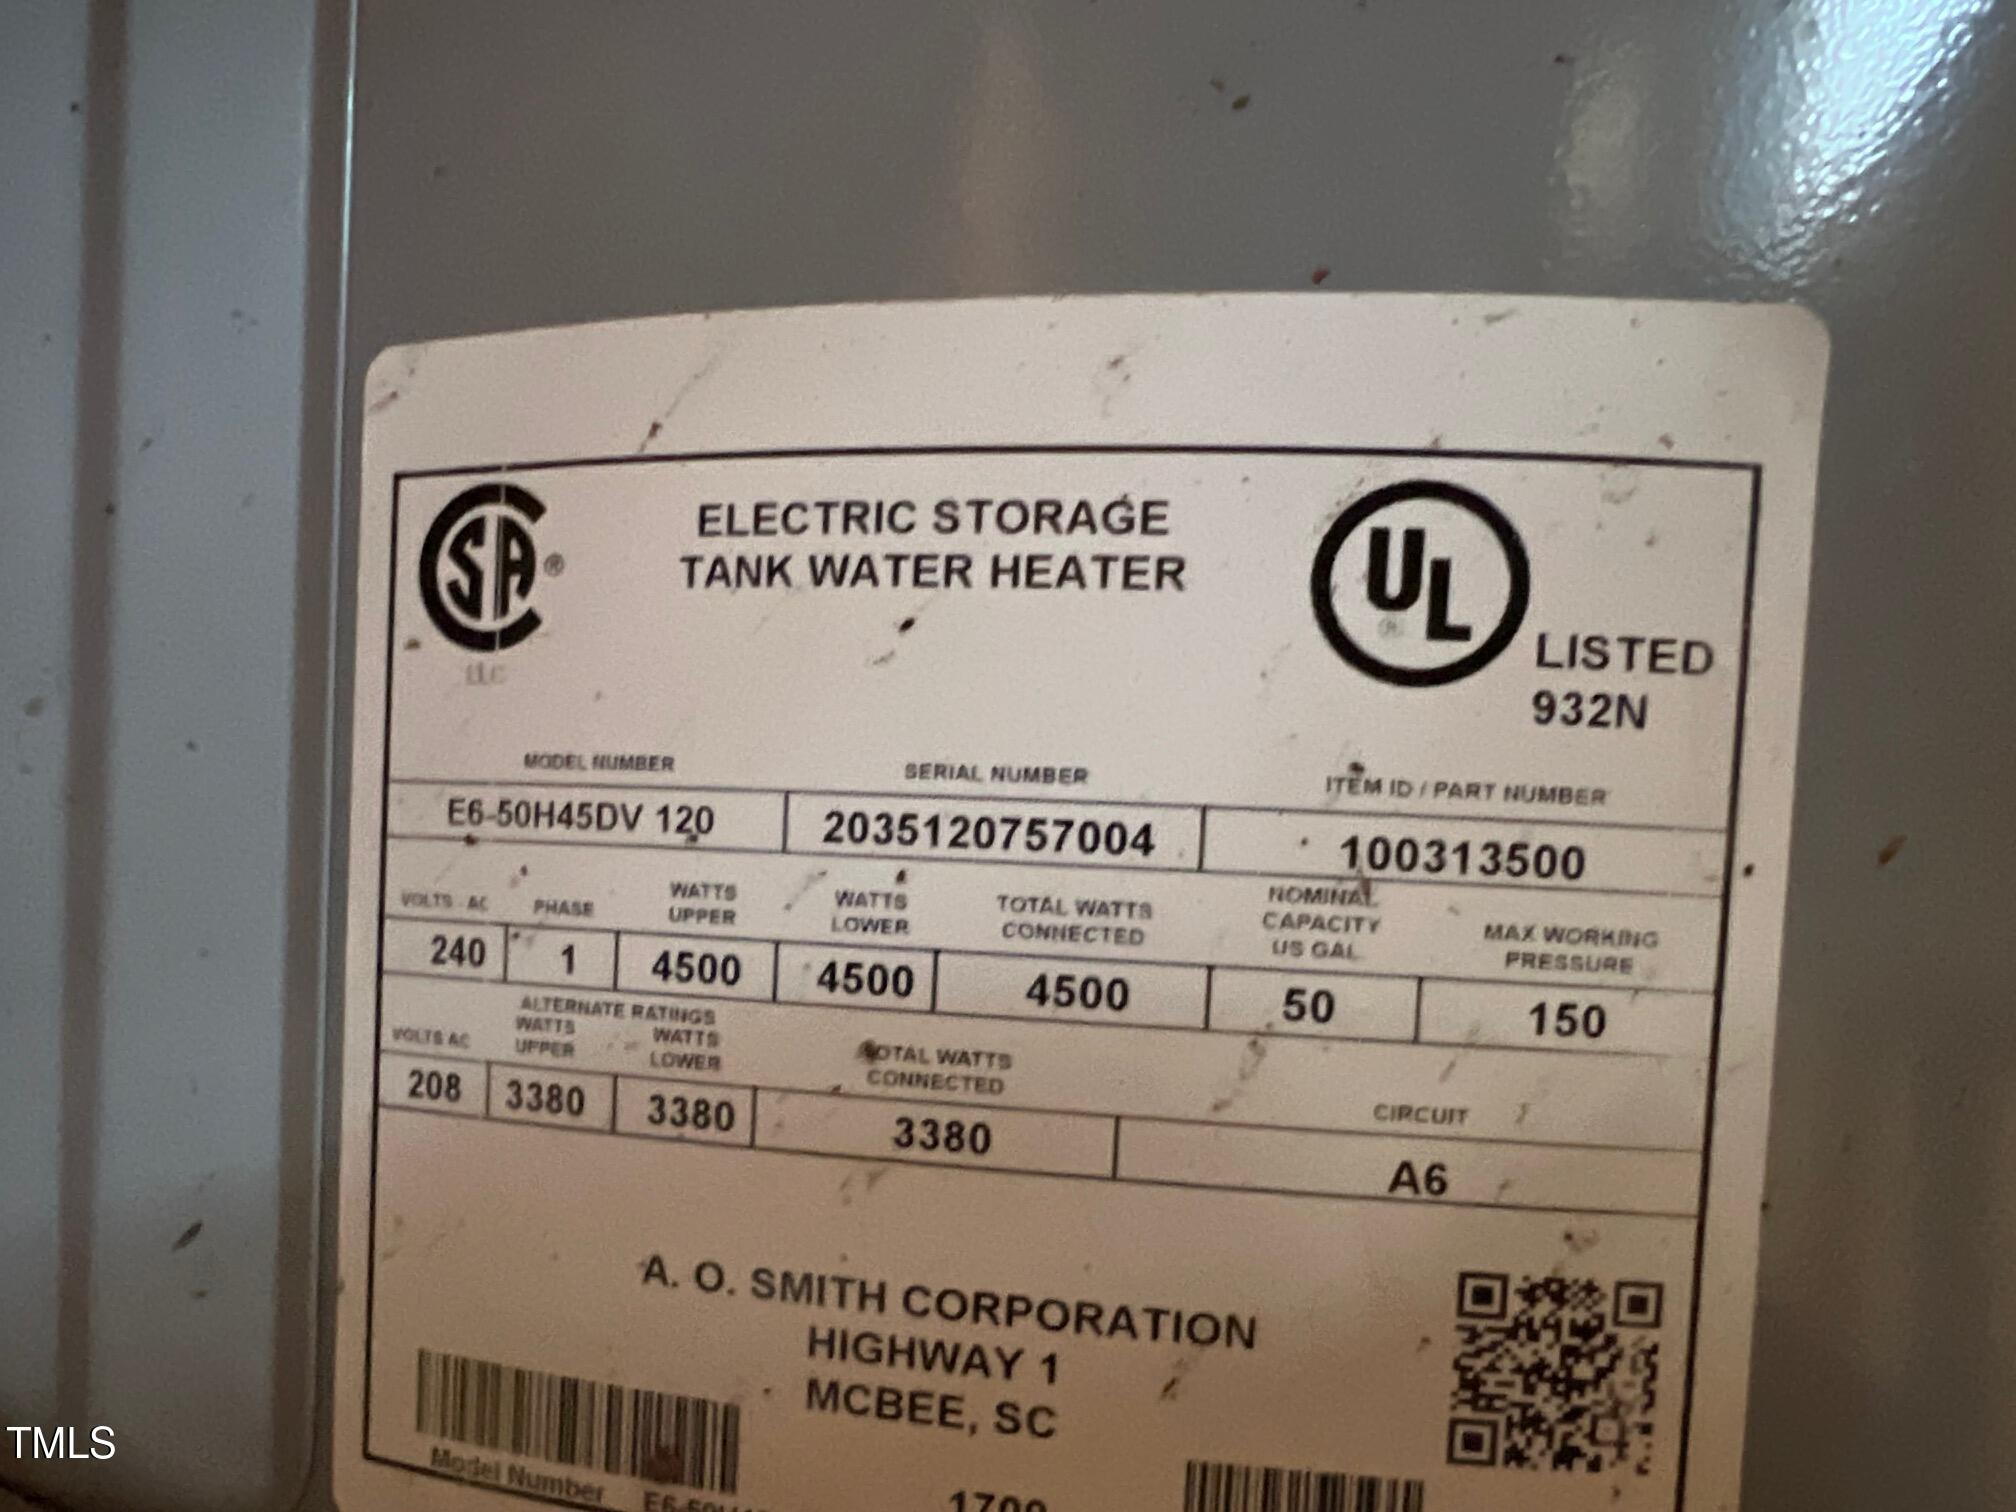 CSA ®
ELECTRIC STORAGE
TANK WATER HEATER
UL ®
LISTED
932N
LLC
MODEL NUMBER SERIAL NUMBER ITEM ID / PART NUMBER
E6-50H45DV 120 2035120757004 100313500
VOLTS AC PHASE WATTS UPPER WATTS LOWER TOTAL WATTS CONNECTED NOMINAL CAPACITY US GAL MAX WORKING PRESSURE
240 1 4500 4500 4500 50 150
ALTERNATE RATINGS
VOLTS AC WATTS UPPER WATTS LOWER TOTAL WATTS CONNECTED CIRCUIT
208 3380 3380 3380 A6
A. O. SMITH CORPORATION
HIGHWAY 1
MCBEE, SC
Model Number
TMLS